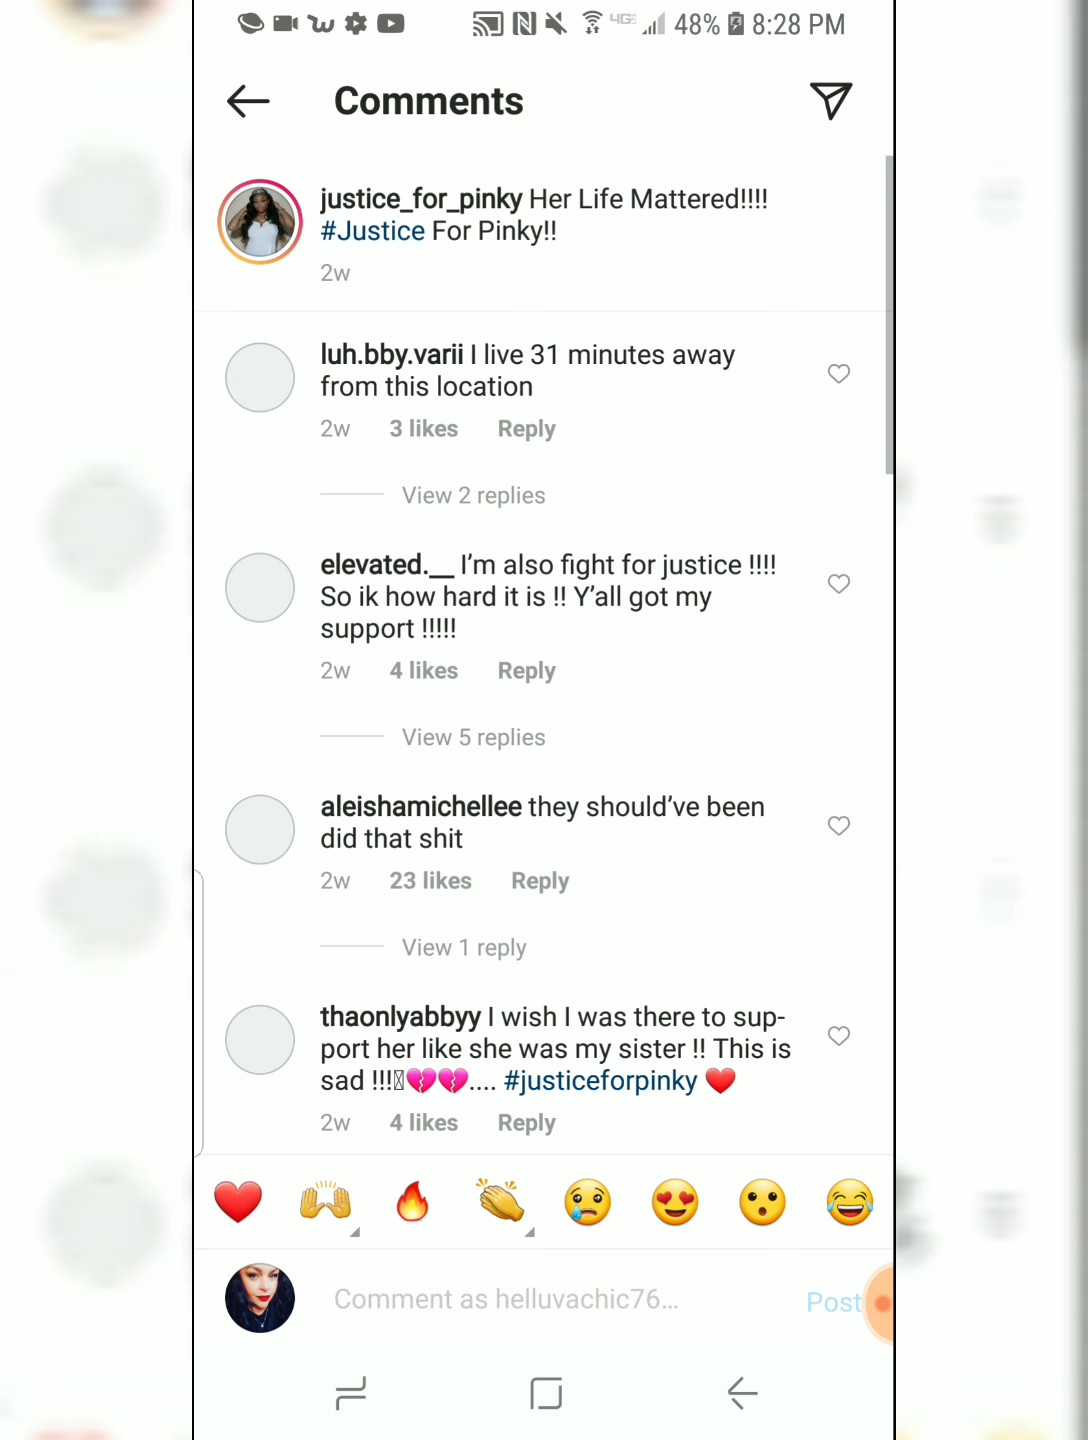 48% 8:28 PM
Comments
justice_for_pinky Her Life Mattered!!!!
#Justice For Pinky!!
2w
luh.bby.varii I live 31 minutes away
from this location
2w 3 likes Reply
View 2 replies
elevated.__ I’m also fight for justice !!!!
So ik how hard it is !! Y’all got my
support !!!!!
2w 4 likes Reply
View 5 replies
aleishamichellee they should’ve been
did that shit
2w 23 likes Reply
View 1 reply
thaonlyabbyy I wish I was there to sup-
port her like she was my sister !! This is
sad !!!💔💔.... #justiceforpinky ❤️
2w 4 likes Reply
Comment as helluvachic76... Post